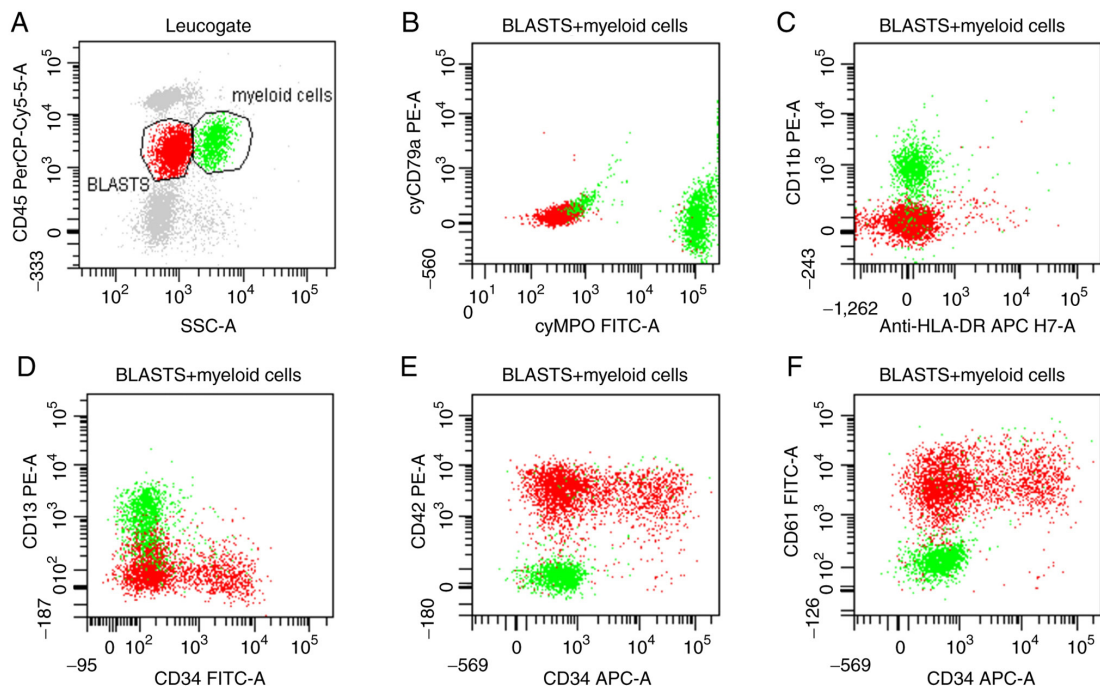 A
Leucogate
CD45 PerCP-Cy5-5-A
10^5
10^4
10^3
0
−333
myeloid cells
BLASTS
10^2 10^3 10^4 10^5
SSC-A
B
BLASTS+myeloid cells
cyCD79a PE-A
10^5
10^4
10^3
0
−560
0 10^1 10^2 10^3 10^4 10^5
cyMPO FITC-A
C
BLASTS+myeloid cells
CD11b PE-A
10^5
10^4
10^3
0
−243
−1,262
0 10^3 10^4 10^5
Anti-HLA-DR APC H7-A
D
BLASTS+myeloid cells
CD13 PE-A
10^5
10^4
10^3
10^2
0
−187
−95
0 10^2 10^3 10^4 10^5
CD34 FITC-A
E
BLASTS+myeloid cells
CD42 PE-A
10^5
10^4
10^3
0
−180
−569
0 10^3 10^4 10^5
CD34 APC-A
F
BLASTS+myeloid cells
CD61 FITC-A
10^5
10^4
10^3
10^2
0
−126
−569
0 10^3 10^4 10^5
CD34 APC-A